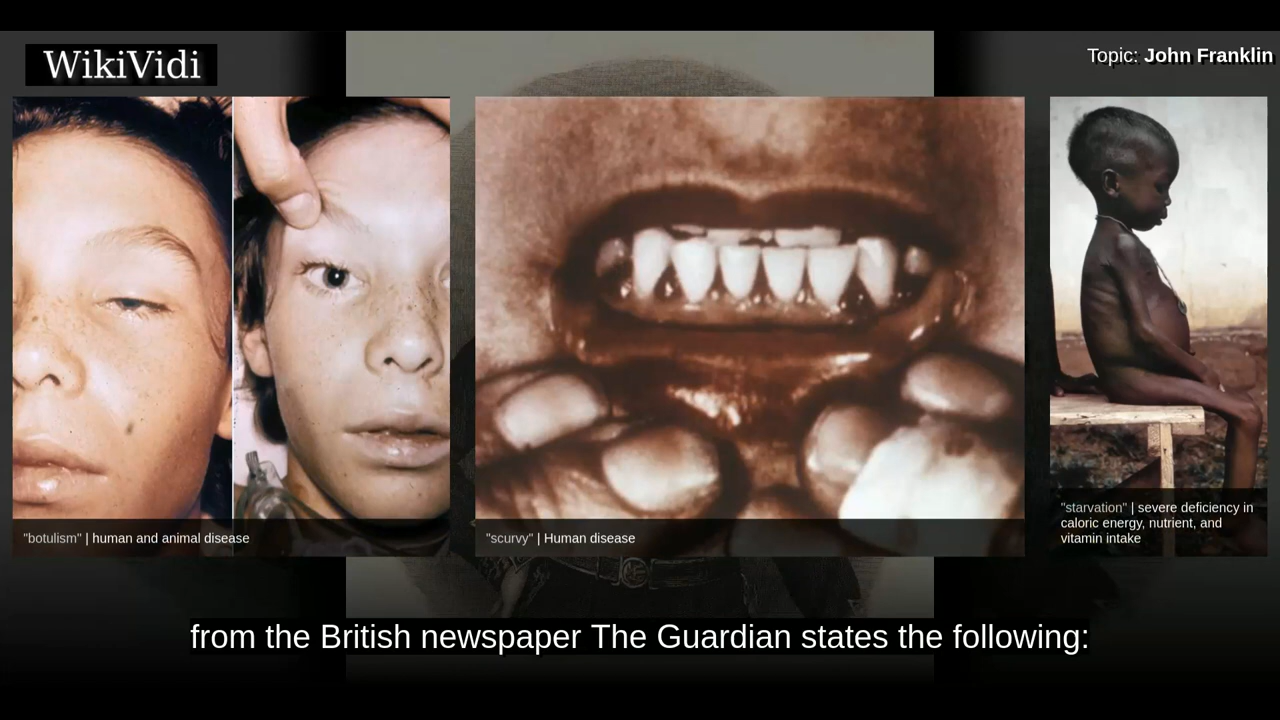 WikiVidi
Topic: John Franklin
"botulism" | human and animal disease
"scurvy" | Human disease
"starvation" | severe deficiency in
caloric energy, nutrient, and
vitamin intake
from the British newspaper The Guardian states the following: